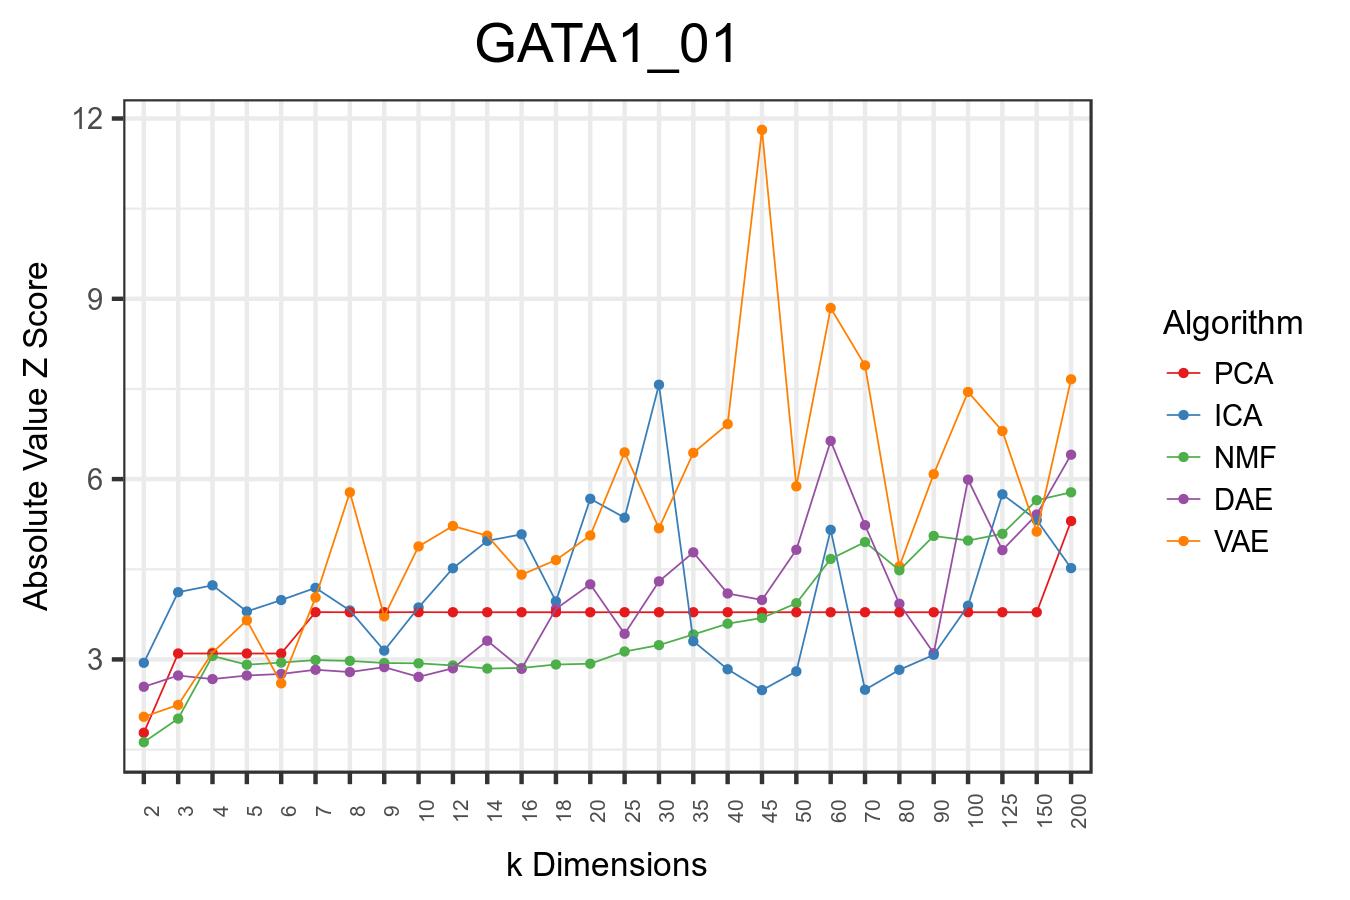 GATA1_01
12
9
6
3
Absolute Value Z Score
2 3 4 5 6 7 8 9 10 12 14 16 18 20 25 30 35 40 45 50 60 70 80 90 100 125 150 200
k Dimensions
Algorithm
PCA
ICA
NMF
DAE
VAE